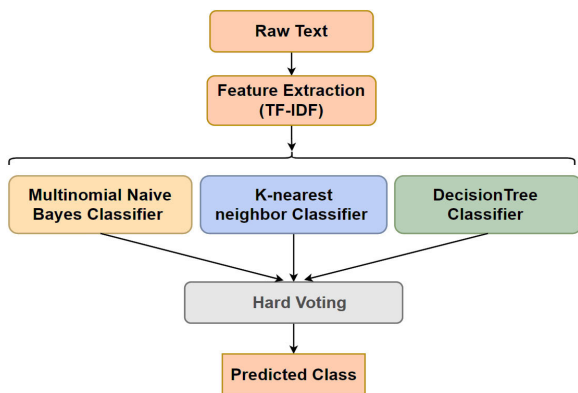 Raw Text
Feature Extraction
(TF-IDF)
Multinomial Naive
Bayes Classifier
K-nearest
neighbor Classifier
DecisionTree
Classifier
Hard Voting
Predicted Class